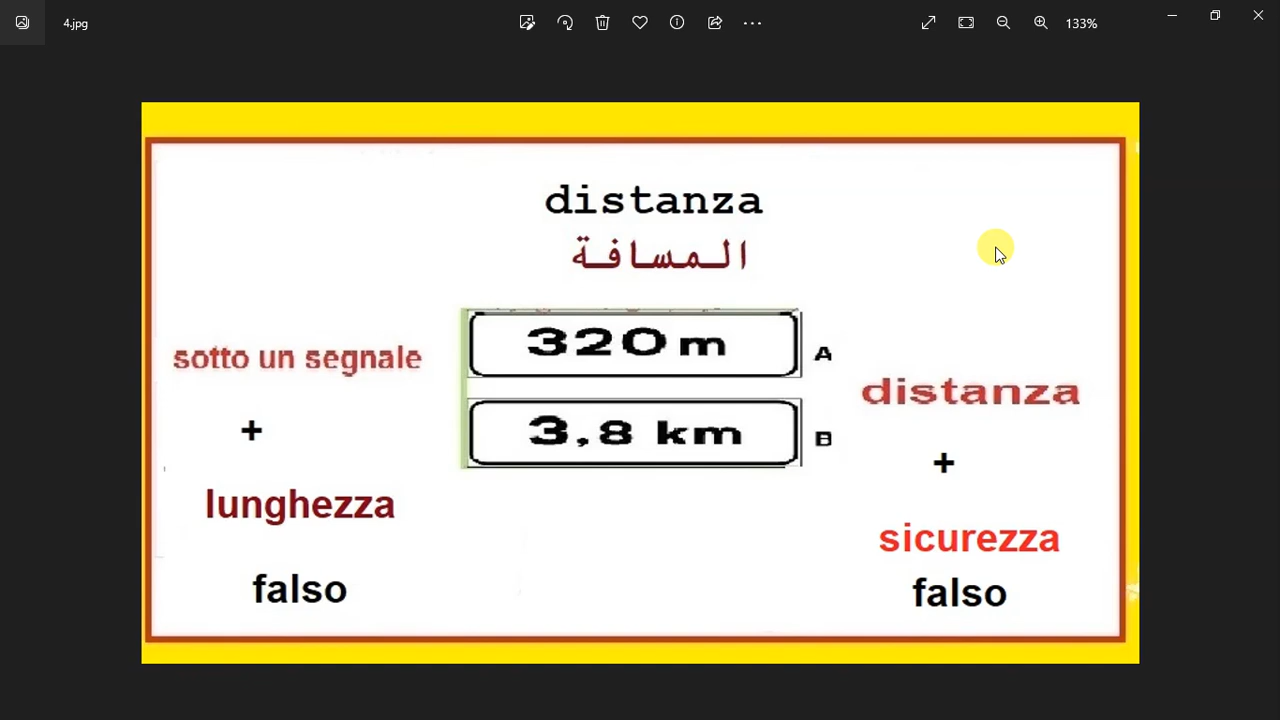 4.jpg
133%
distanza
المسافة
320 m A
3,8 km B
sotto un segnale
+
lunghezza
falso
distanza
+
sicurezza
falso